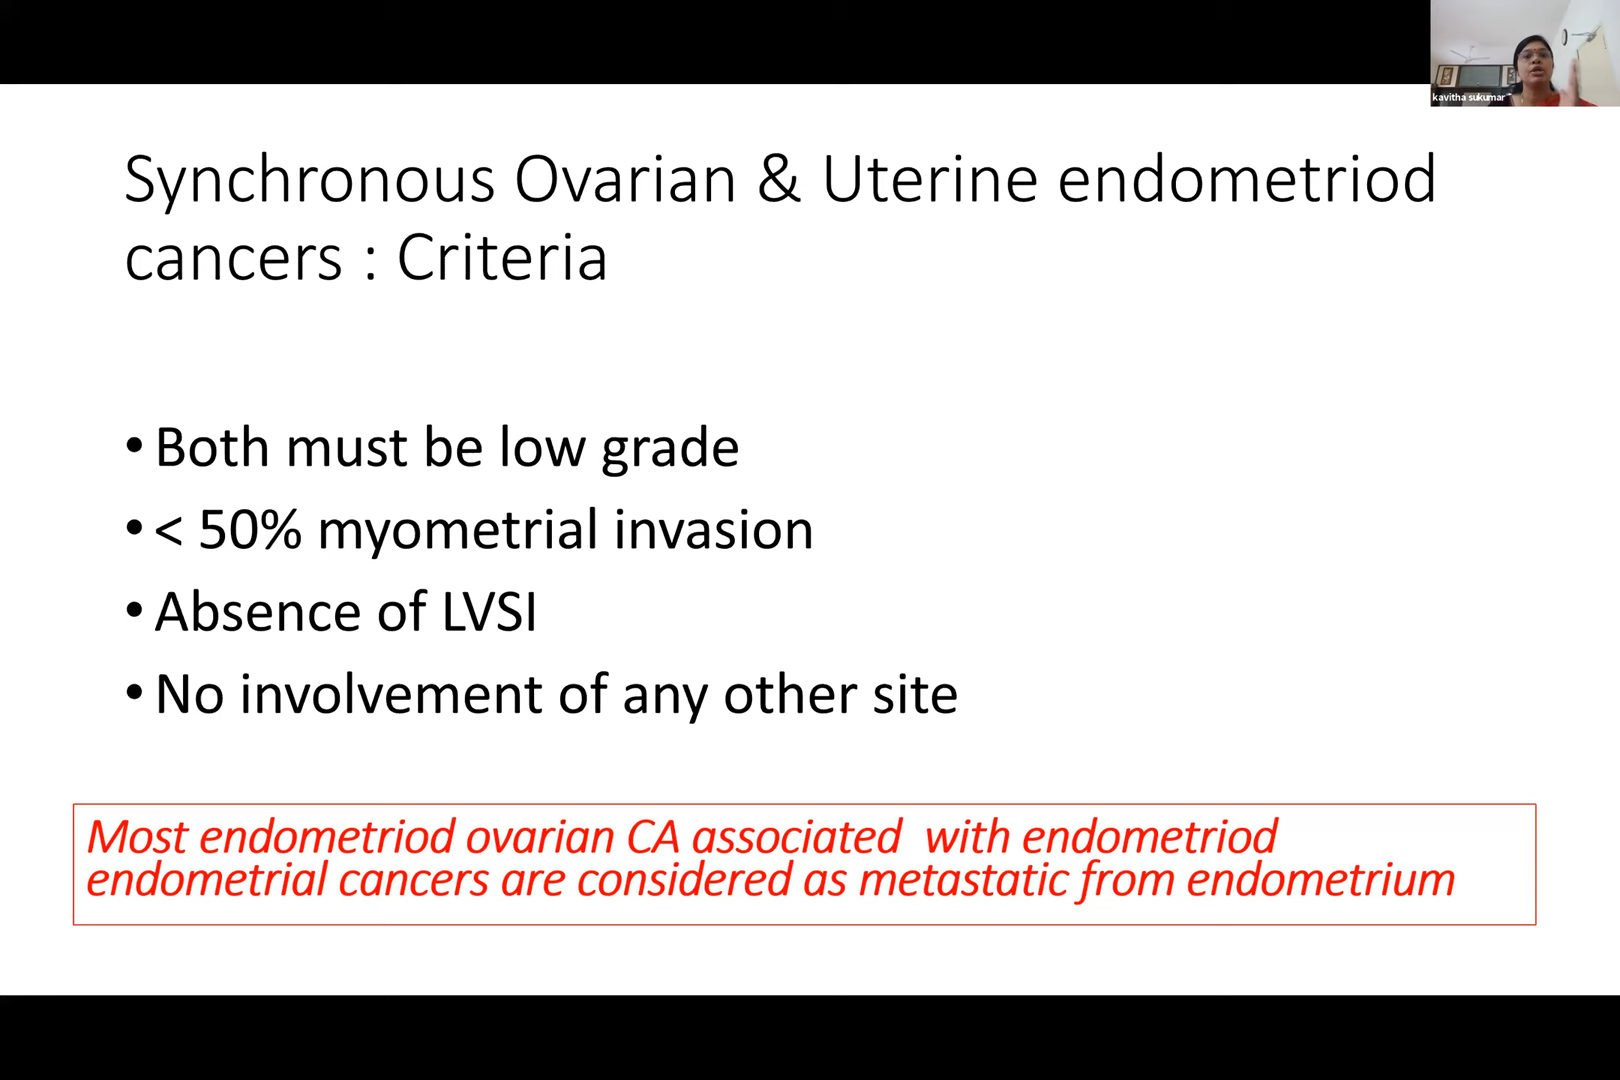 kavitha sukumar
Synchronous Ovarian & Uterine endometriod
cancers : Criteria
• Both must be low grade
• < 50% myometrial invasion
• Absence of LVSI
• No involvement of any other site
Most endometriod ovarian CA associated with endometriod
endometrial cancers are considered as metastatic from endometrium